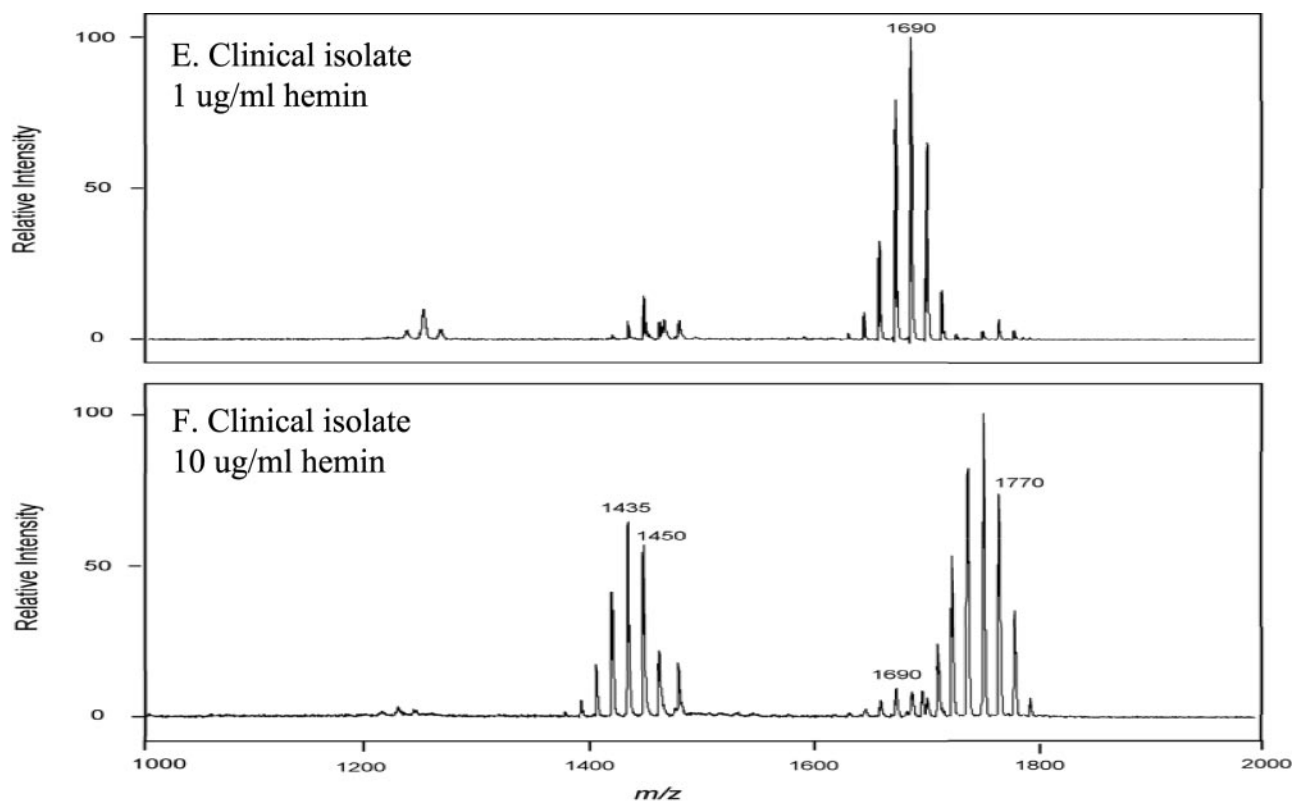 E. Clinical isolate
1 ug/ml hemin
1690
100
50
0
Relative Intensity
F. Clinical isolate
10 ug/ml hemin
1435
1450
1690
1770
100
50
0
Relative Intensity
1000 1200 1400 1600 1800 2000
m/z